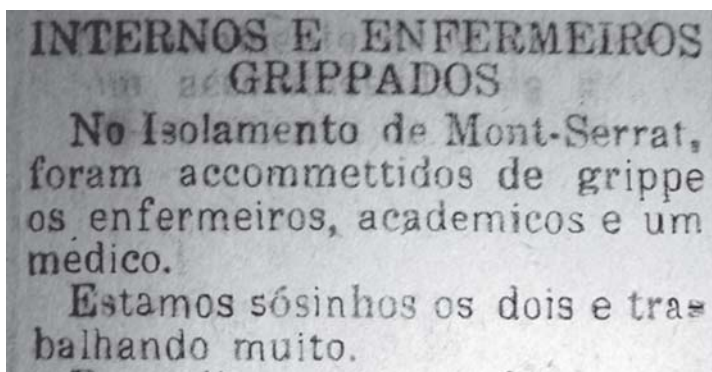 INTERNOS E ENFERMEIROS
GRIPPADOS
No Isolamento de Mont-Serrat,
foram accommettidos de grippe
os enfermeiros, academicos e um
médico.
Estamos sósinhos os dois e tra-
balhando muito.